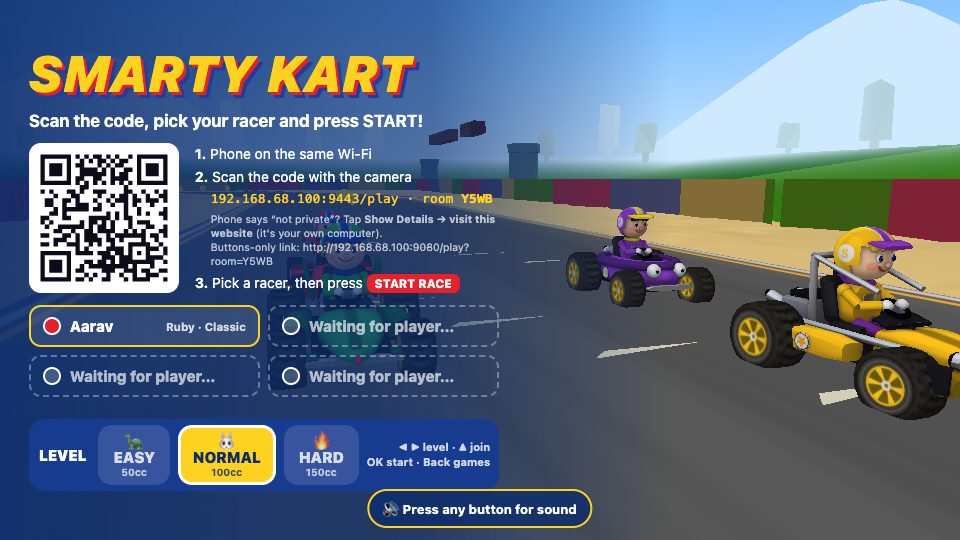 SMARTY KART
Scan the code, pick your racer and press START!
1. Phone on the same Wi-Fi
2. Scan the code with the camera
192.168.68.100:9443/play · room Y5WB
Phone says "not private"? Tap Show Details → visit this
website (it's your own computer).
Buttons-only link: http://192.168.68.100:9080/play?
room=Y5WB
3. Pick a racer, then press START RACE
Aarav Ruby · Classic
Waiting for player...
Waiting for player...
Waiting for player...
LEVEL
EASY
50cc
NORMAL
100cc
HARD
150cc
◀ ▶ level · ▲ join
OK start · Back games
Press any button for sound
S